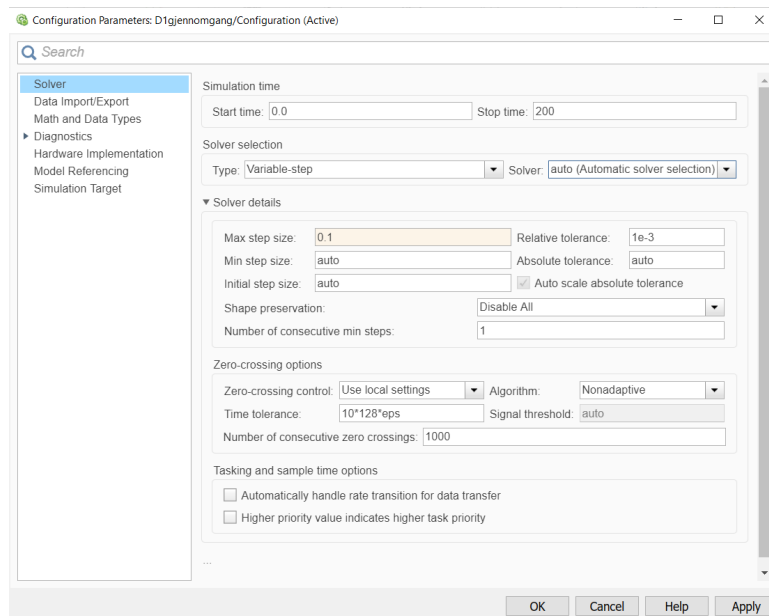 Configuration Parameters: D1gjennomgang/Configuration (Active)
Search
Solver
Data Import/Export
Math and Data Types
Diagnostics
Hardware Implementation
Model Referencing
Simulation Target
Simulation time
Start time: 0.0 Stop time: 200
Solver selection
Type: Variable-step Solver: auto (Automatic solver selection)
Solver details
Max step size: 0.1 Relative tolerance: 1e-3
Min step size: auto Absolute tolerance: auto
Initial step size: auto Auto scale absolute tolerance
Shape preservation: Disable All
Number of consecutive min steps: 1
Zero-crossing options
Zero-crossing control: Use local settings Algorithm: Nonadaptive
Time tolerance: 10*128*eps Signal threshold: auto
Number of consecutive zero crossings: 1000
Tasking and sample time options
Automatically handle rate transition for data transfer
Higher priority value indicates higher task priority
...
OK Cancel Help Apply